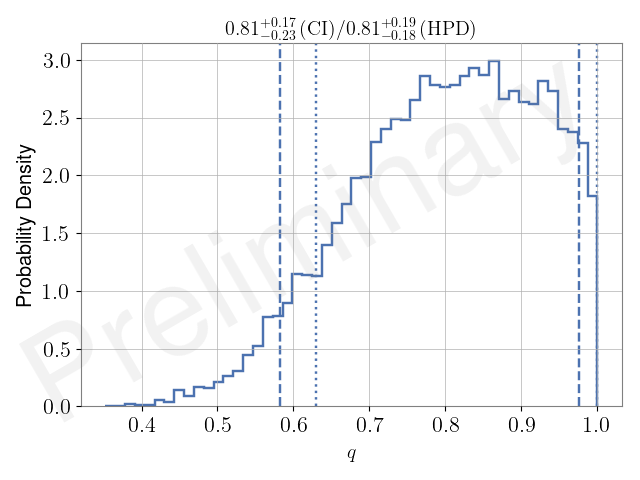 0.81^{+0.17}_{-0.23}(CI)/0.81^{+0.19}_{-0.18}(HPD)
Probability Density
3.0
2.5
2.0
1.5
1.0
0.5
0.0
0.4 0.5 0.6 0.7 0.8 0.9 1.0
q
Preliminary